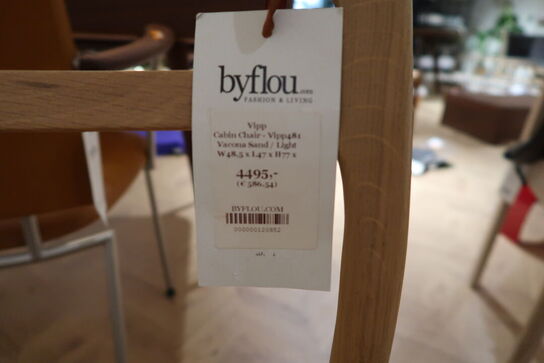 byflou.com
FASHION & LIVING
Vipp
Cabin Chair - Vipp481
Vacona Sand / Light
W48,5 x L47 x H77 x
4495,-
(€ 586.54)
BYFLOU.COM
000000120852